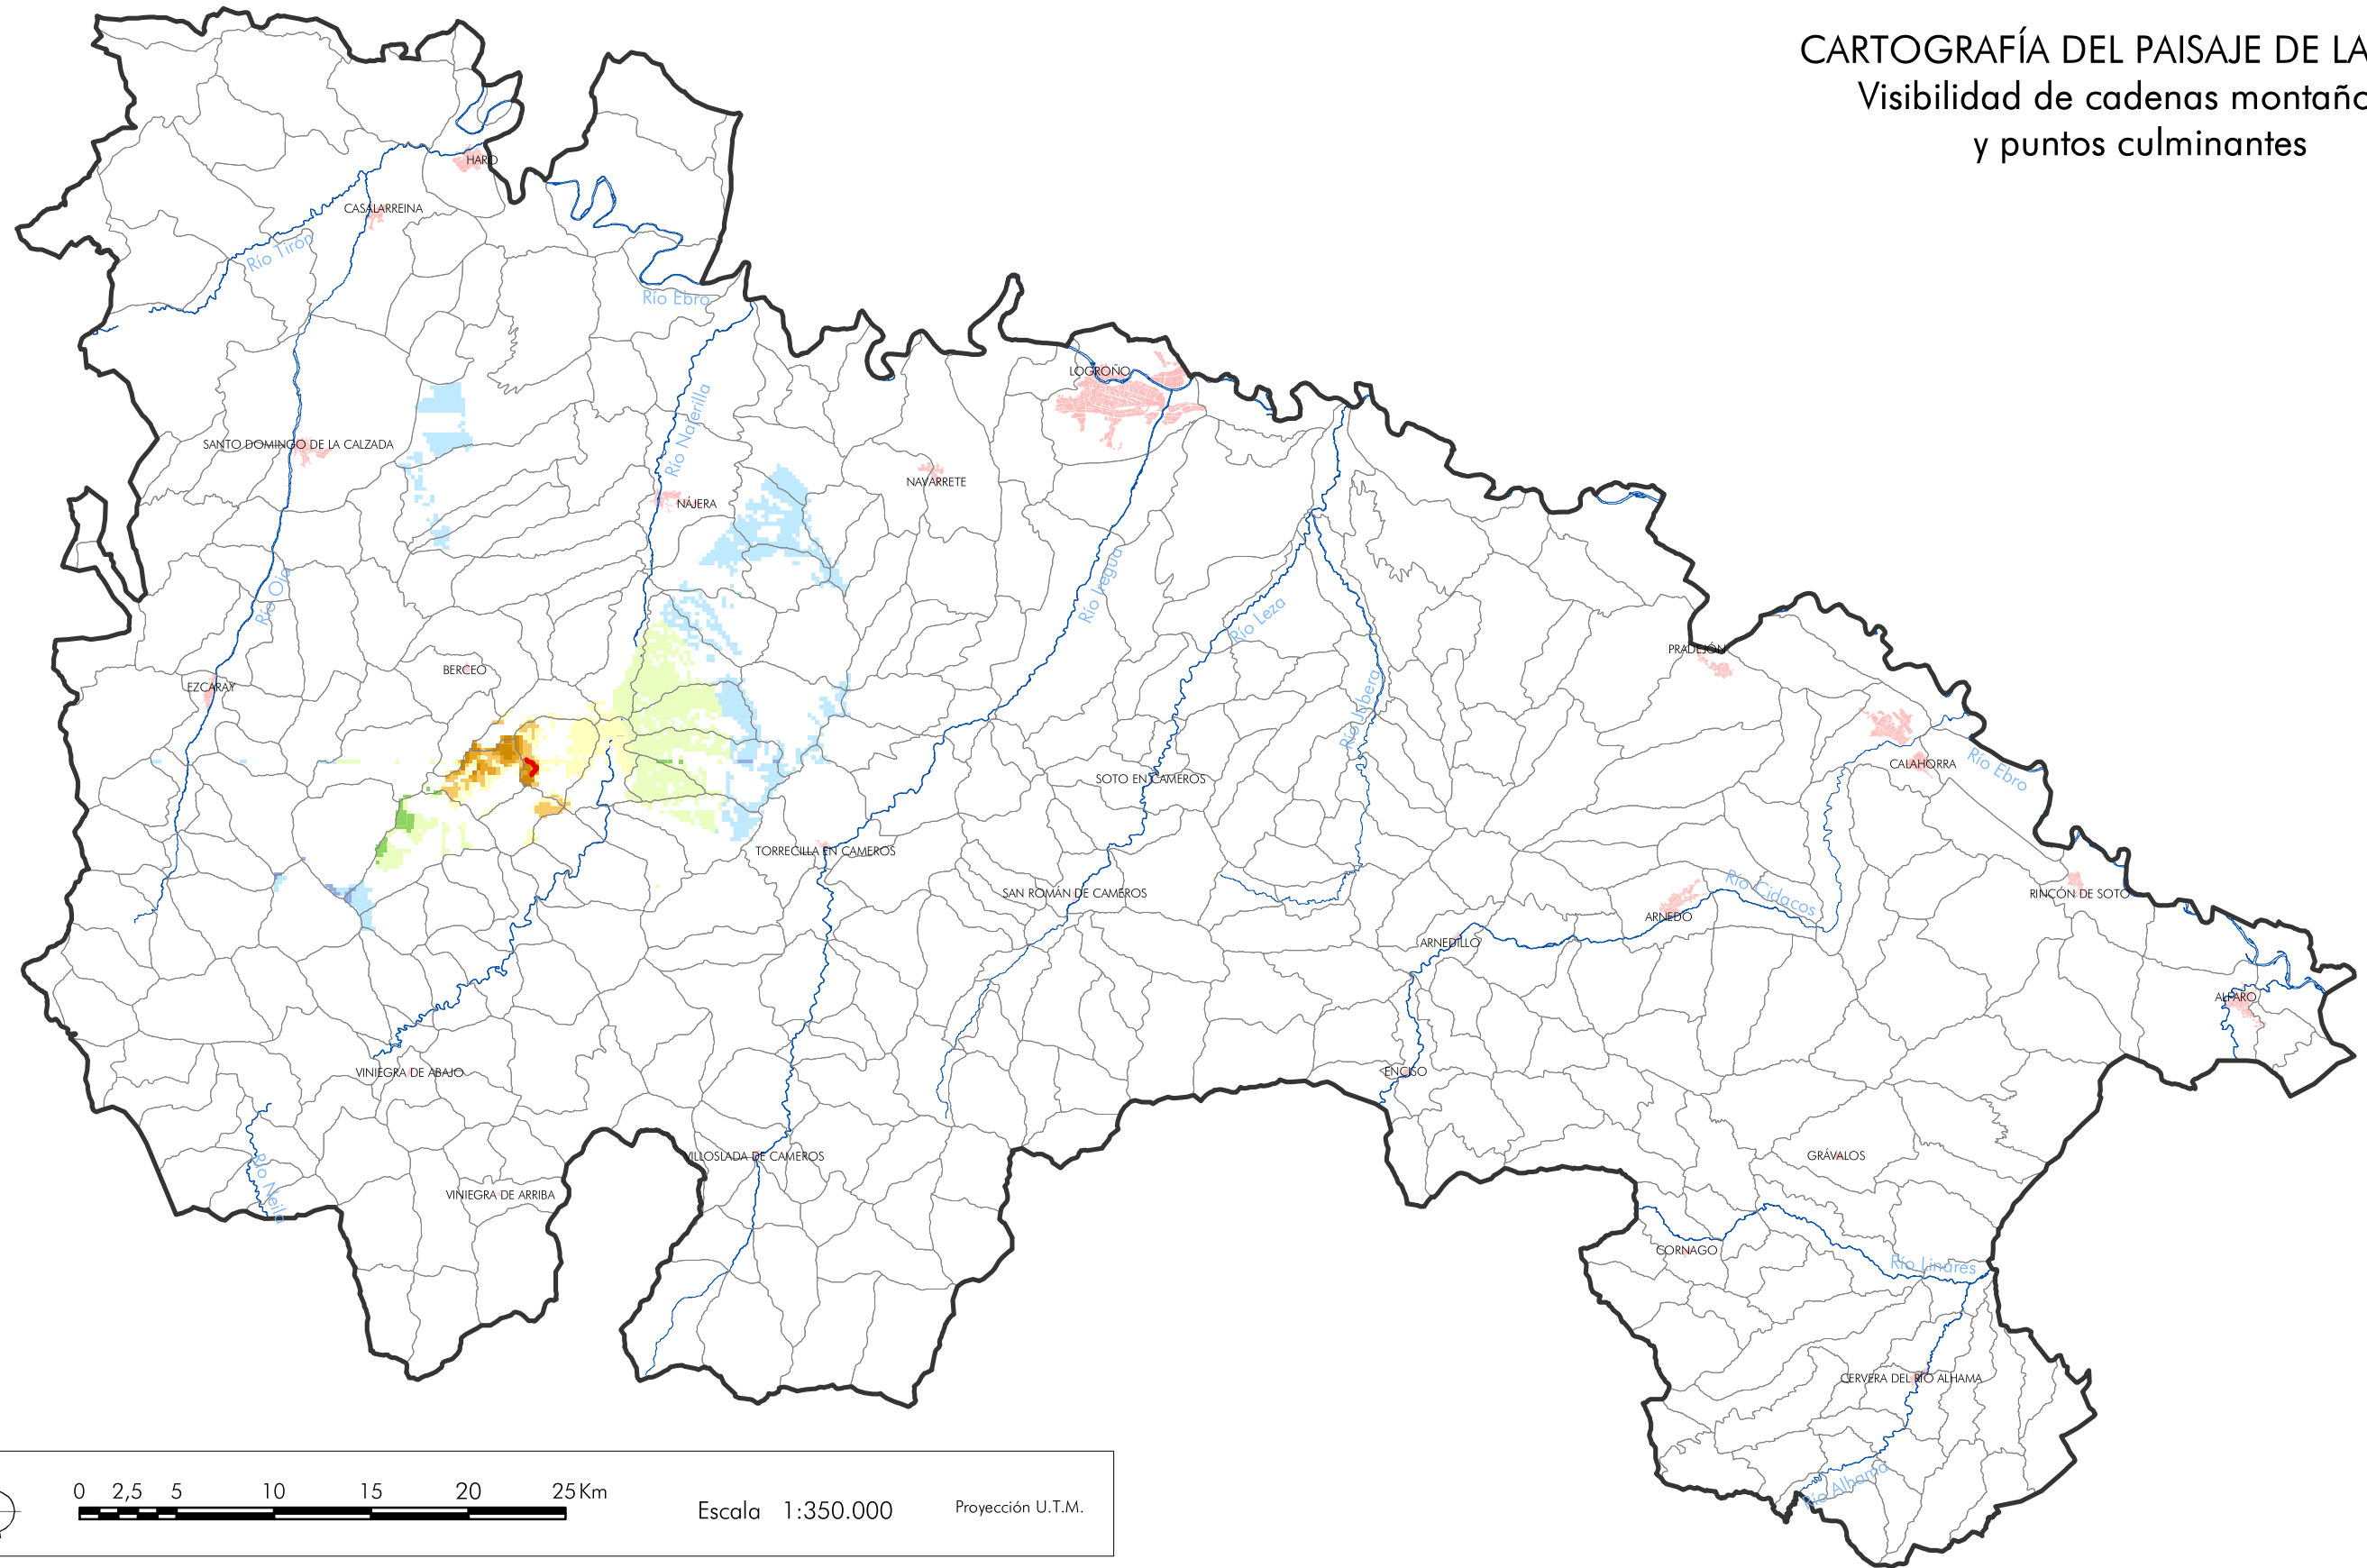 CARTOGRAFÍA DEL PAISAJE DE LA
Visibilidad de cadenas montaño
y puntos culminantes
HARO
CASALARREINA
Río Tirón
Río Ebro
LOGROÑO
Río Najerilla
SANTO DOMINGO DE LA CALZADA
NAVARRETE
NÁJERA
Río Oja
Río Iregua
Río Leza
BERCEO
EZCARAY
PRADEJÓN
Río Jubera
CALAHORRA
Río Ebro
SOTO EN CAMEROS
TORRECILLA EN CAMEROS
SAN ROMÁN DE CAMEROS
Río Cidacos
RINCÓN DE SOTO
ARNEDO
ARNEDILLO
ALFARO
VINIEGRA DE ABAJO
ENCISO
VILLOSLADA DE CAMEROS
GRÁVALOS
VINIEGRA DE ARRIBA
Río Neila
CORNAGO
Río Linares
CERVERA DEL RÍO ALHAMA
Río Alhama
0 2,5 5 10 15 20 25 Km
Escala 1:350.000
Proyección U.T.M.